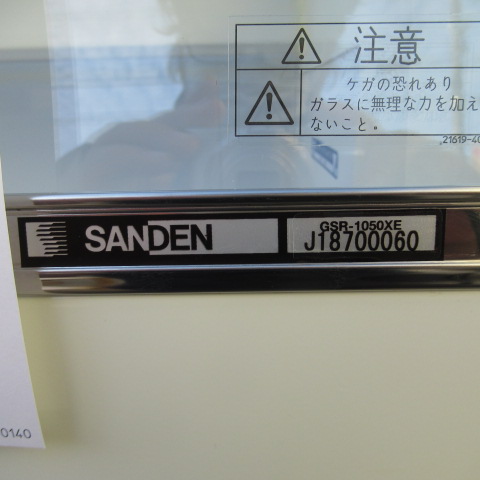 注意
ケガの恐れあり
ガラスに無理な力を加え
ないこと。
21619-40
SANDEN
GSR-1050XE
J18700060
0140